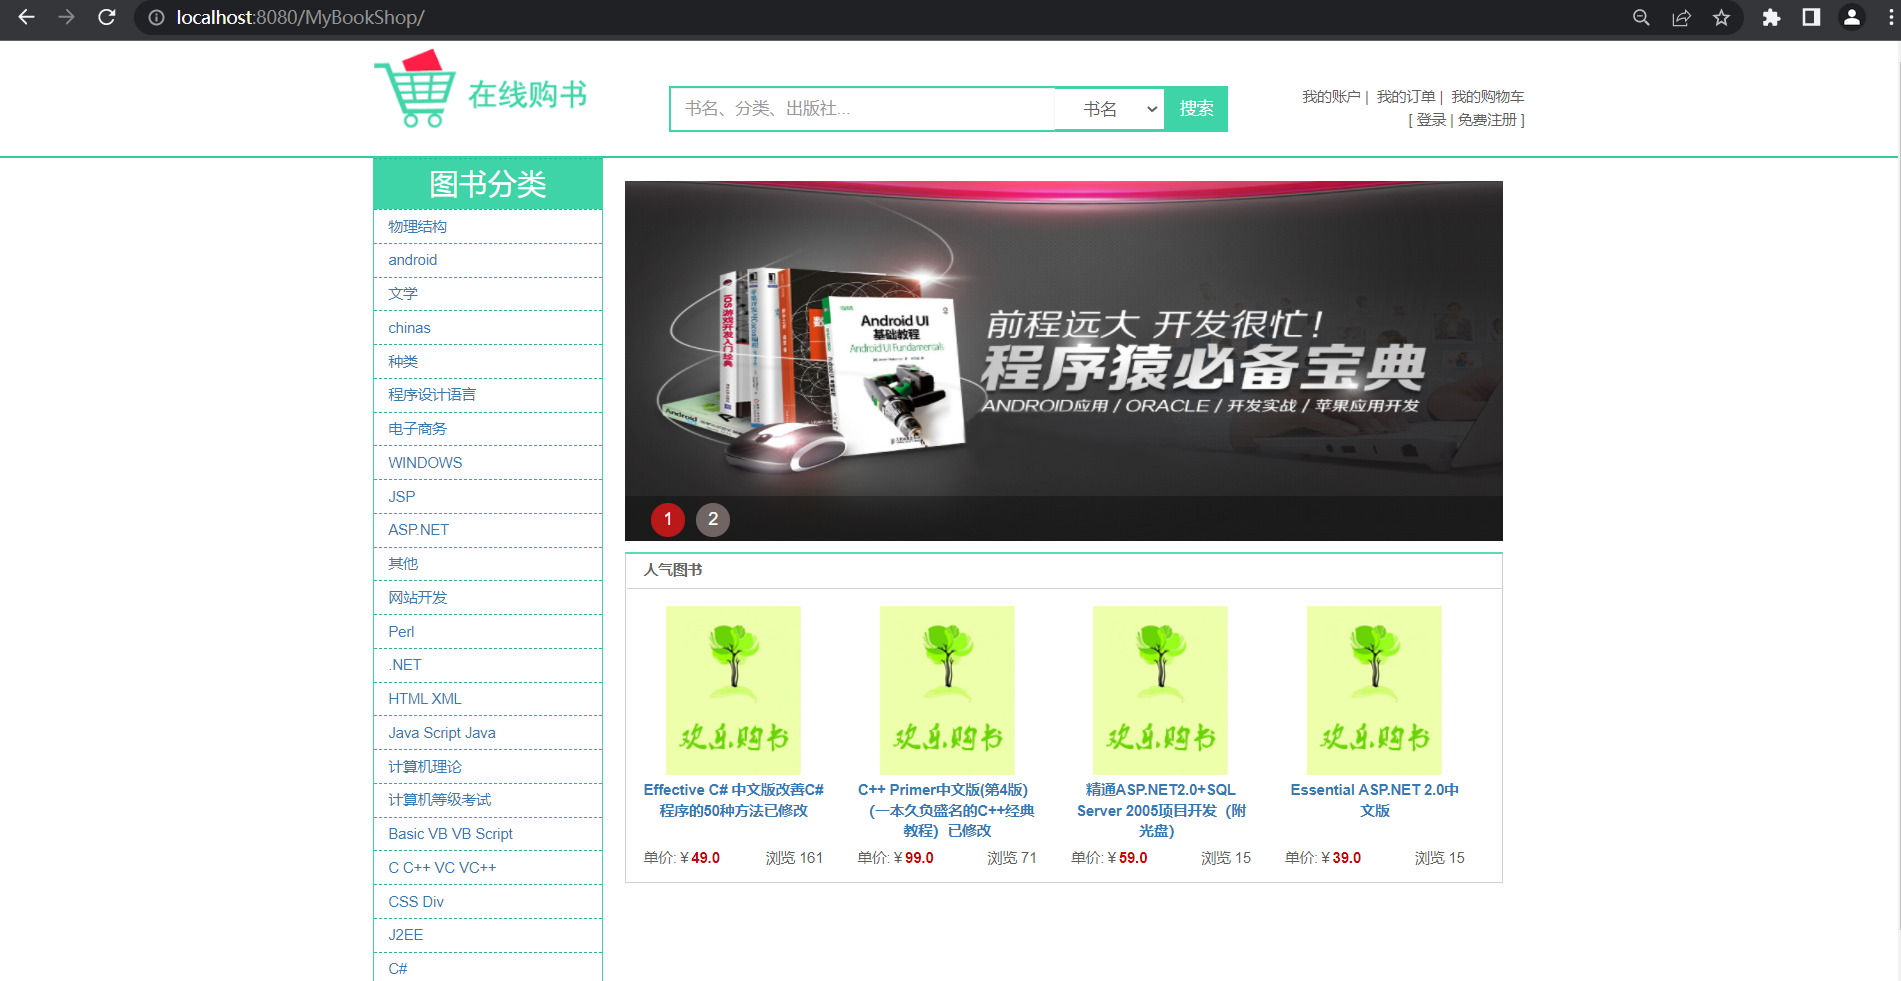 localhost:8080/MyBookShop/
在线购书
书名、分类、出版社...
书名
搜索
我的账户 | 我的订单 | 我的购物车
[ 登录 | 免费注册 ]
图书分类
物理结构
android
文学
chinas
种类
程序设计语言
电子商务
WINDOWS
JSP
ASP.NET
其他
网站开发
Perl
.NET
HTML XML
Java Script Java
计算机理论
计算机等级考试
Basic VB VB Script
C C++ VC VC++
CSS Div
J2EE
C#
iOS游戏开发入门经典
Android UI
基础教程
Android UI Fundamentals
前程远大 开发很忙！
程序猿必备宝典
ANDROID应用 / ORACLE / 开发实战 / 苹果应用开发
1 2
人气图书
欢乐购书
欢乐购书
欢乐购书
欢乐购书
Effective C# 中文版改善C#
程序的50种方法已修改
单价:￥49.0 浏览 161
C++ Primer中文版(第4版)
(一本久负盛名的C++经典
教程）已修改
单价:￥99.0 浏览 71
精通ASP.NET2.0+SQL
Server 2005项目开发（附
光盘）
单价:￥59.0 浏览 15
Essential ASP.NET 2.0中
文版
单价:￥39.0 浏览 15